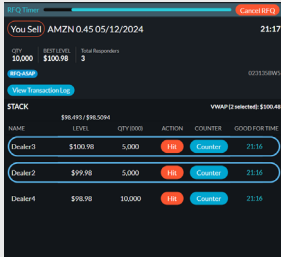 RFQ Timer Cancel RFQ
You Sell AMZN 0.45 05/12/2024 21:17
QTY BEST LEVEL Total Responders
10,000 $100.98 3
RFQ-ASAP 023135BW5
View Transaction Log
STACK VWAP (2 selected): $100.48
$98.493 / $98.5094
NAME LEVEL QTY (000) ACTION COUNTER GOOD FOR TIME
Dealer3 $100.98 5,000 Hit Counter 21:16
Dealer2 $99.98 5,000 Hit Counter 21:16
Dealer4 $98.98 10,000 Hit Counter 21:16